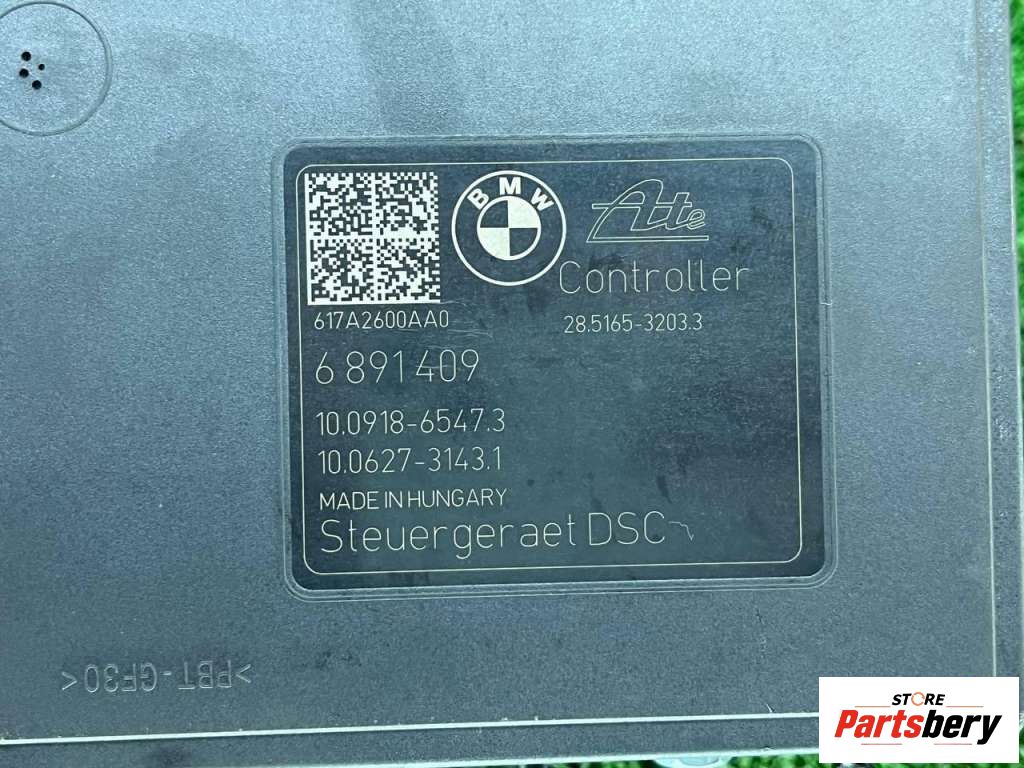 BMW
Ate
Controller
617A2600AA0
28.5165-3203.3
6 891 409
10.0918-6547.3
10.0627-3143.1
MADE IN HUNGARY
Steuergeraet DSC
>PBT-GF30<
STORE
Partsbery